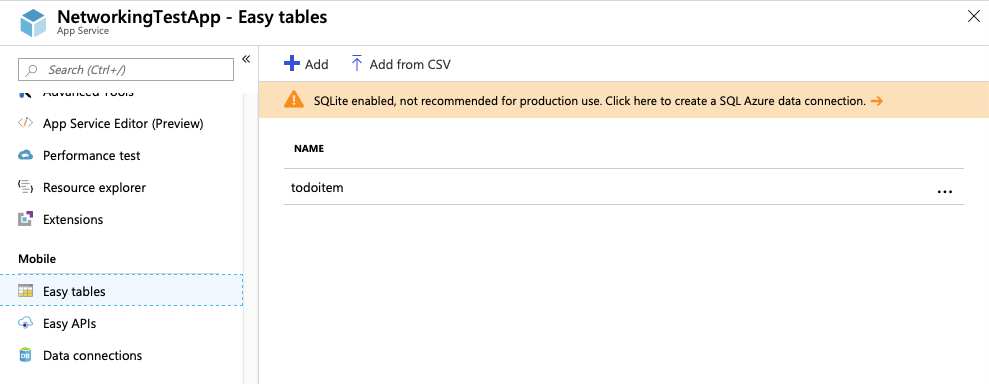 NetworkingTestApp - Easy tables
App Service
Search (Ctrl+/)
Advanced Tools
App Service Editor (Preview)
Performance test
Resource explorer
Extensions
Mobile
Easy tables
Easy APIs
Data connections
Add
Add from CSV
SQLite enabled, not recommended for production use. Click here to create a SQL Azure data connection.
NAME
todoitem